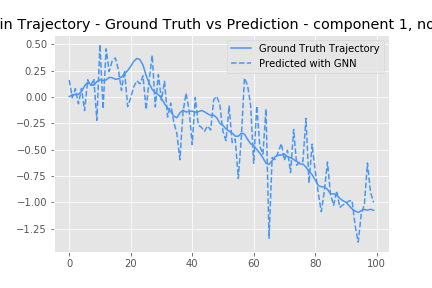 in Trajectory - Ground Truth vs Prediction - component 1, no
Ground Truth Trajectory
Predicted with GNN
0.50
0.25
0.00
−0.25
−0.50
−0.75
−1.00
−1.25
0 20 40 60 80 100